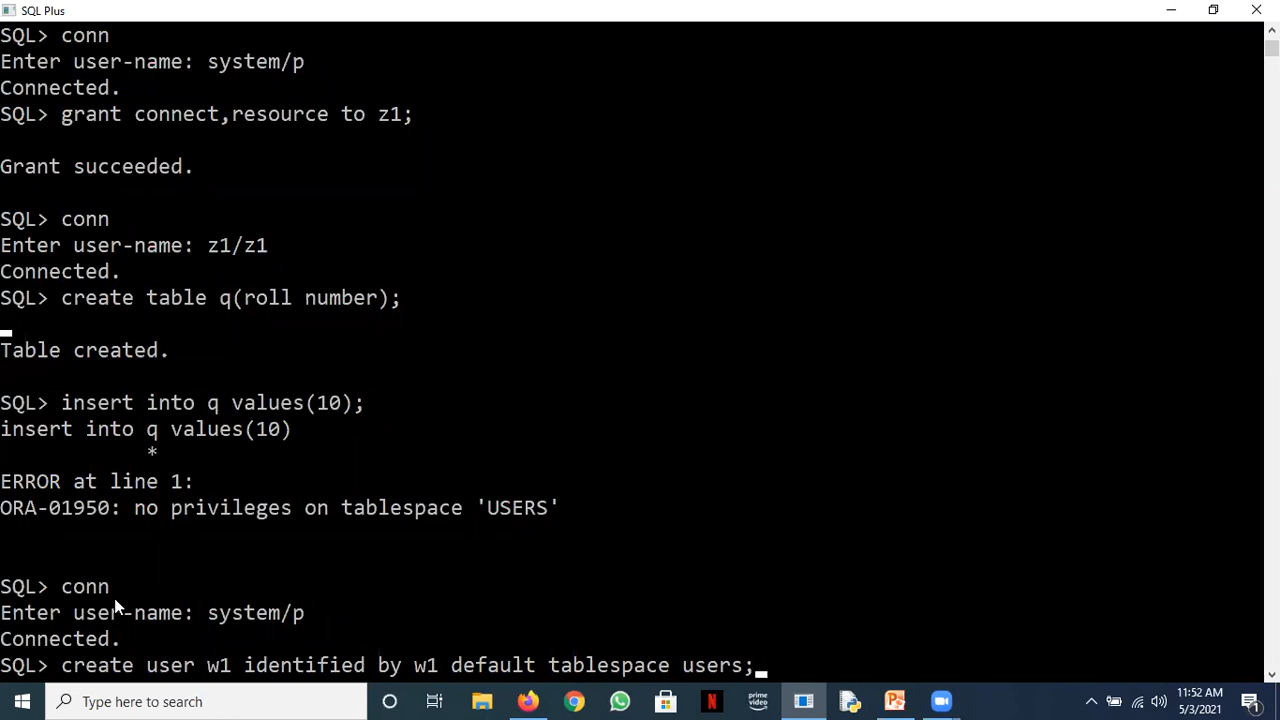 SQL Plus
SQL> conn
Enter user-name: system/p
Connected.
SQL> grant connect,resource to z1;
Grant succeeded.
SQL> conn
Enter user-name: z1/z1
Connected.
SQL> create table q(roll number);
Table created.
SQL> insert into q values(10);
insert into q values(10)
*
ERROR at line 1:
ORA-01950: no privileges on tablespace 'USERS'
SQL> conn
Enter user-name: system/p
Connected.
SQL> create user w1 identified by w1 default tablespace users;
Type here to search
N
prime video
11:52 AM
5/3/2021
1